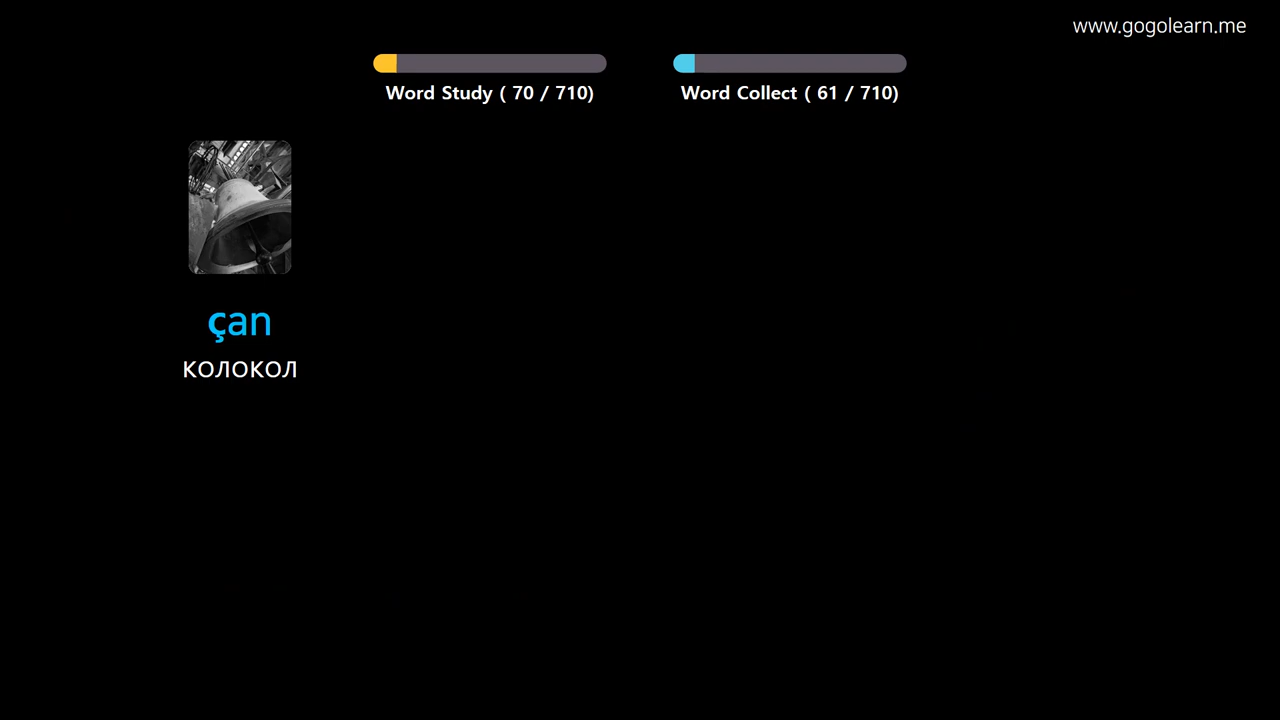 www.gogolearn.me
Word Study ( 70 / 710)
Word Collect ( 61 / 710)
çan
колокол